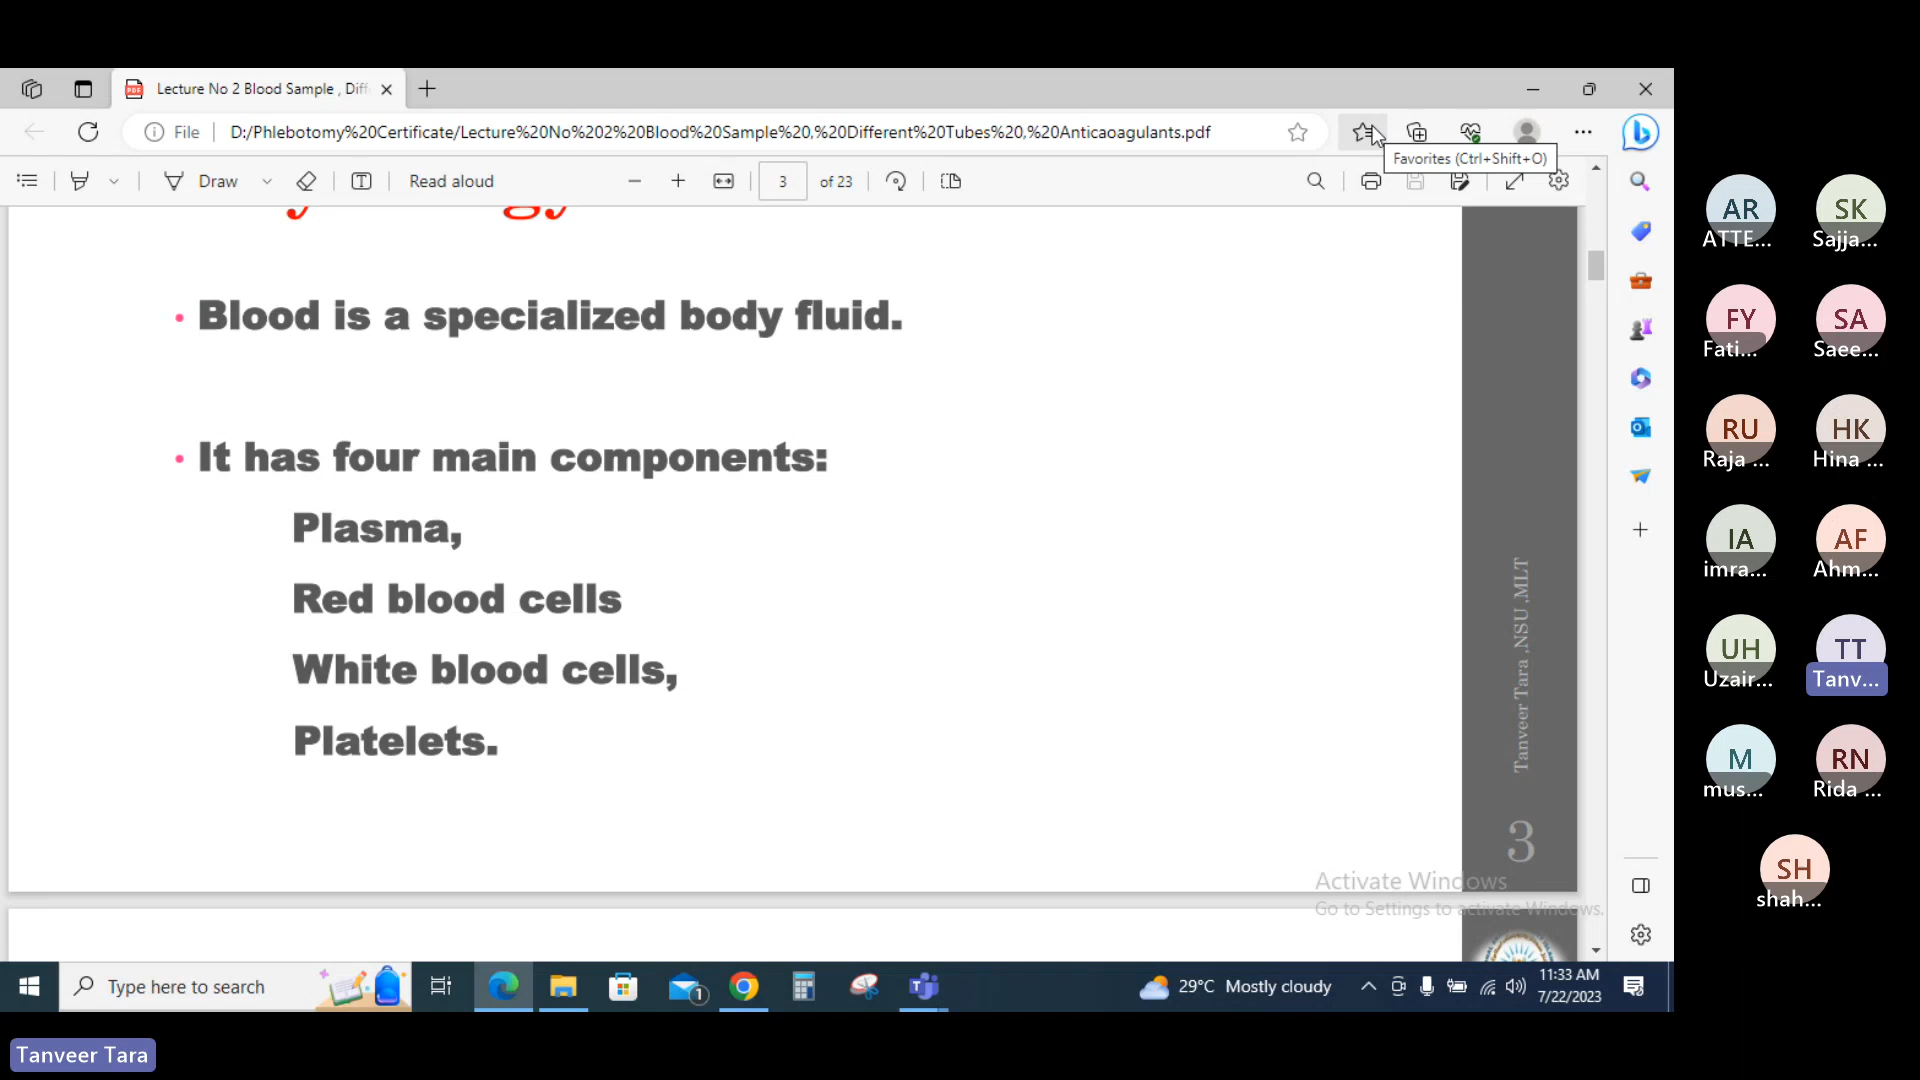 Lecture No 2 Blood Sample , Diff
File
D:/Phlebotomy%20Certificate/Lecture%20No%202%20Blood%20Sample%20,%20Different%20Tubes%20,%20Anticaoagulants.pdf
Favorites (Ctrl+Shift+O)
Draw
Read aloud
3
of 23
• Blood is a specialized body fluid.
• It has four main components:
Plasma,
Red blood cells
White blood cells,
Platelets.
Tanveer Tara ,NSU ,MLT
3
Activate Windows
Go to Settings to activate Windows.
Type here to search
1
29°C Mostly cloudy
11:33 AM
7/22/2023
AR
ATTE...
SK
Sajja...
FY
Fati...
SA
Saee...
RU
Raja ...
HK
Hina ...
IA
imra...
AF
Ahm...
UH
Uzair...
TT
Tanv...
M
mus...
RN
Rida ...
SH
shah...
Tanveer Tara